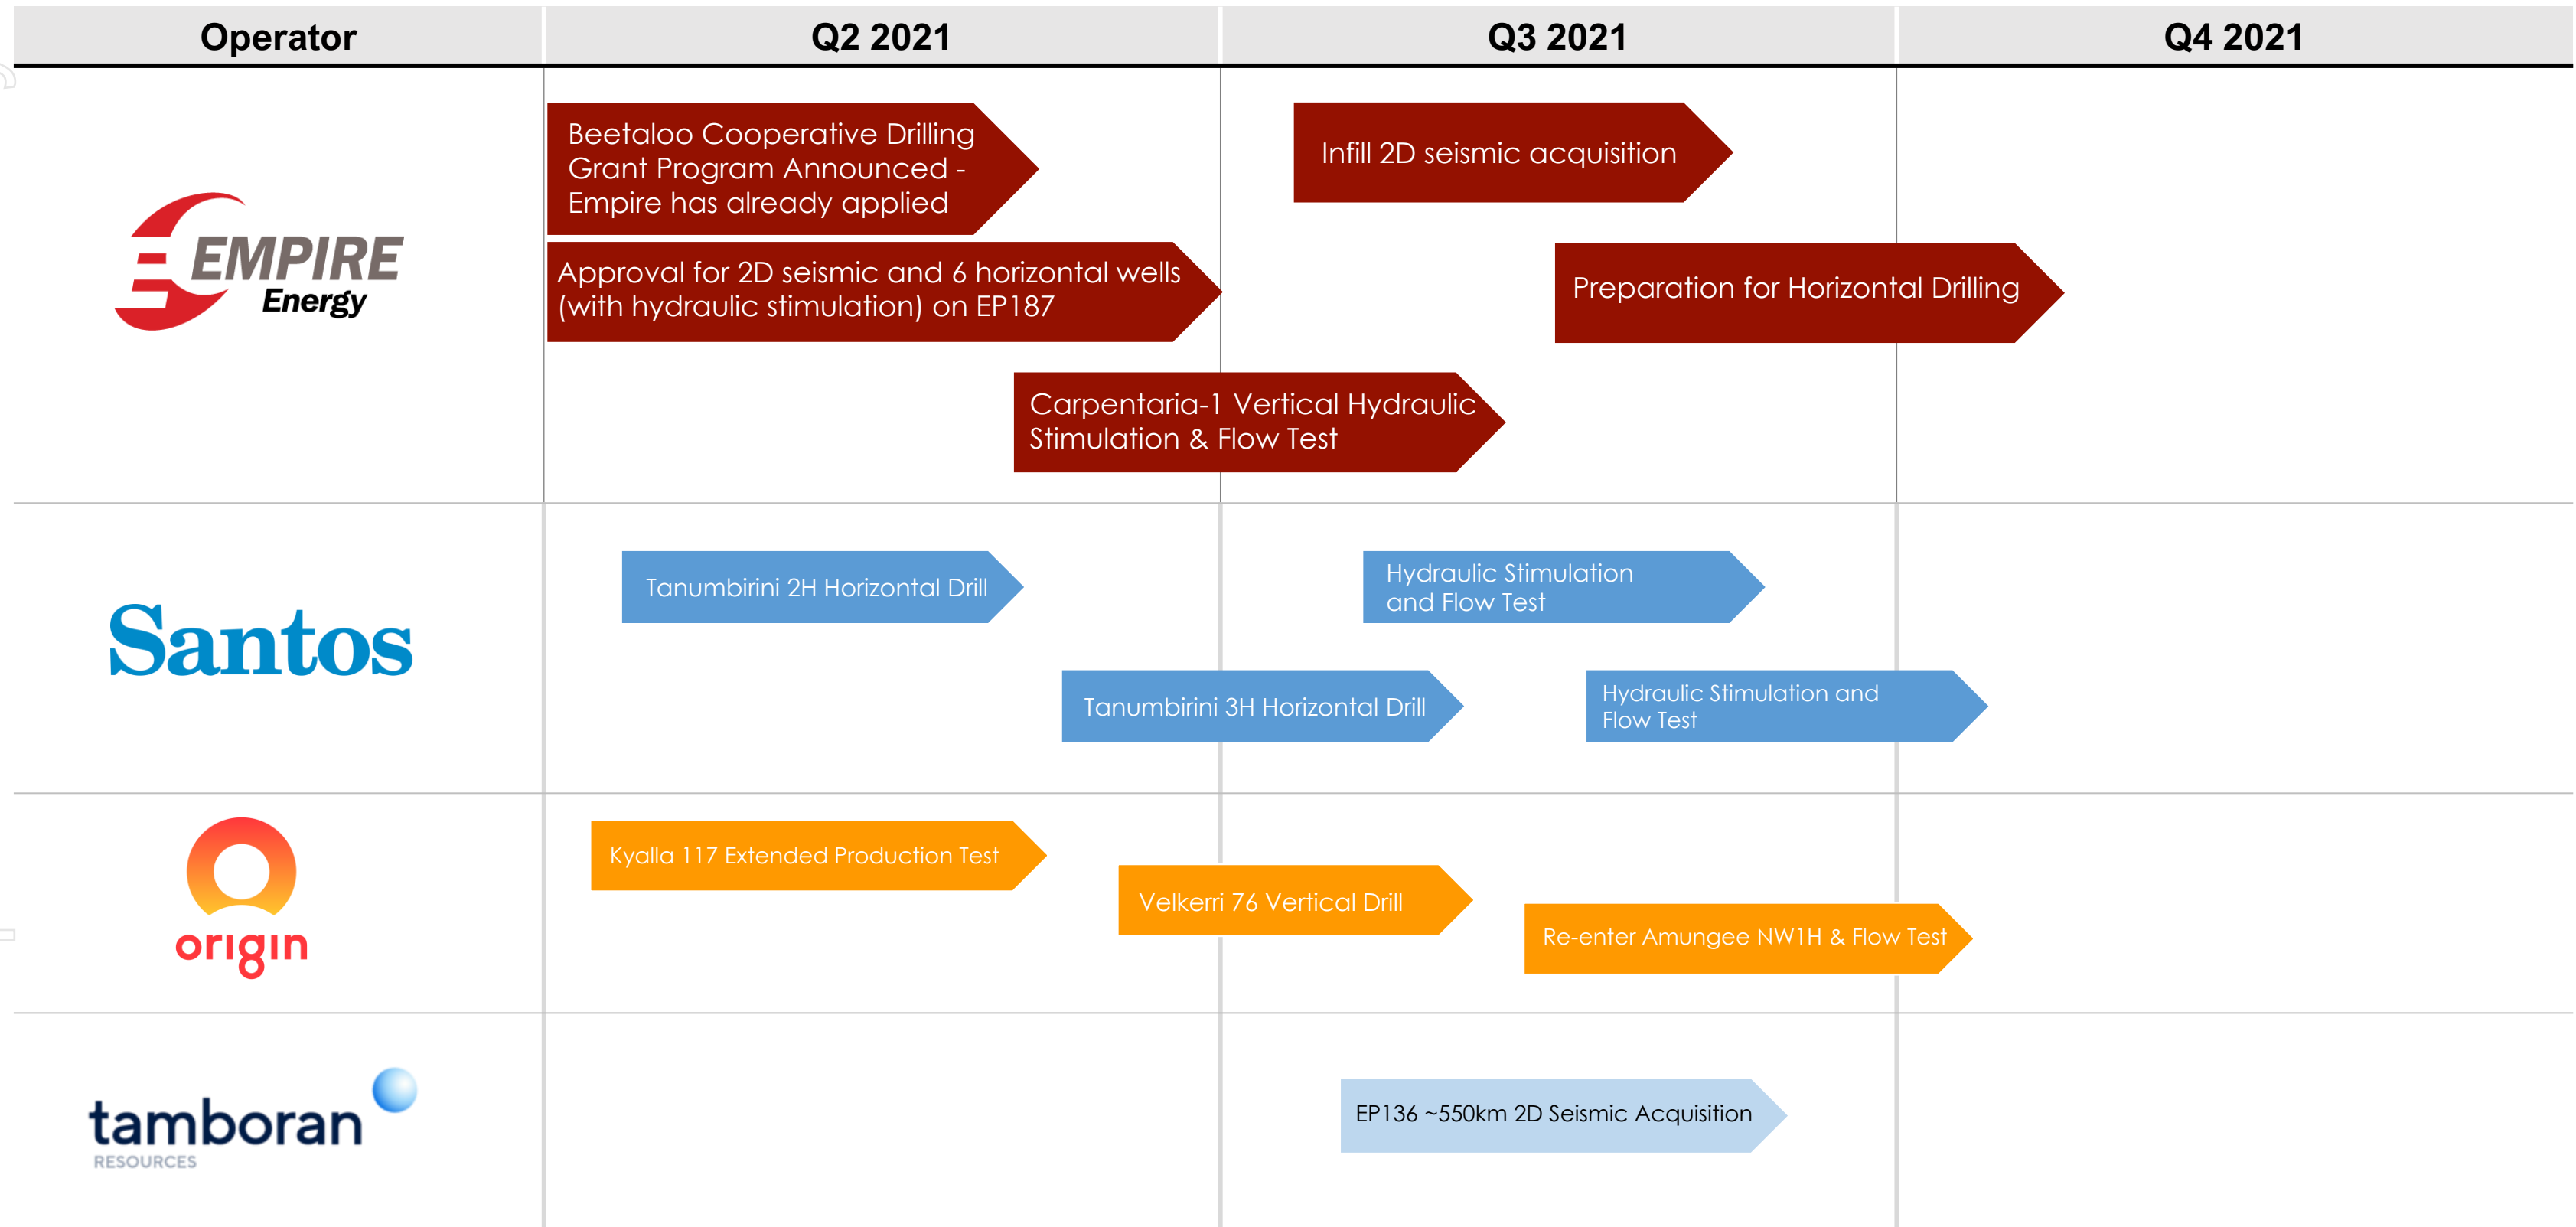 Operator
Q2 2021
Q3 2021
Q4 2021
EMPIRE
Energy
Beetaloo Cooperative Drilling
Grant Program Announced -
Empire has already applied
Infill 2D seismic acquisition
Approval for 2D seismic and 6 horizontal wells
(with hydraulic stimulation) on EP187
Preparation for Horizontal Drilling
Carpentaria-1 Vertical Hydraulic
Stimulation & Flow Test
Santos
Tanumbirini 2H Horizontal Drill
Hydraulic Stimulation
and Flow Test
Tanumbirini 3H Horizontal Drill
Hydraulic Stimulation and
Flow Test
origin
Kyalla 117 Extended Production Test
Velkerri 76 Vertical Drill
Re-enter Amungee NW1H & Flow Test
tamboran
RESOURCES
EP136 ~550km 2D Seismic Acquisition